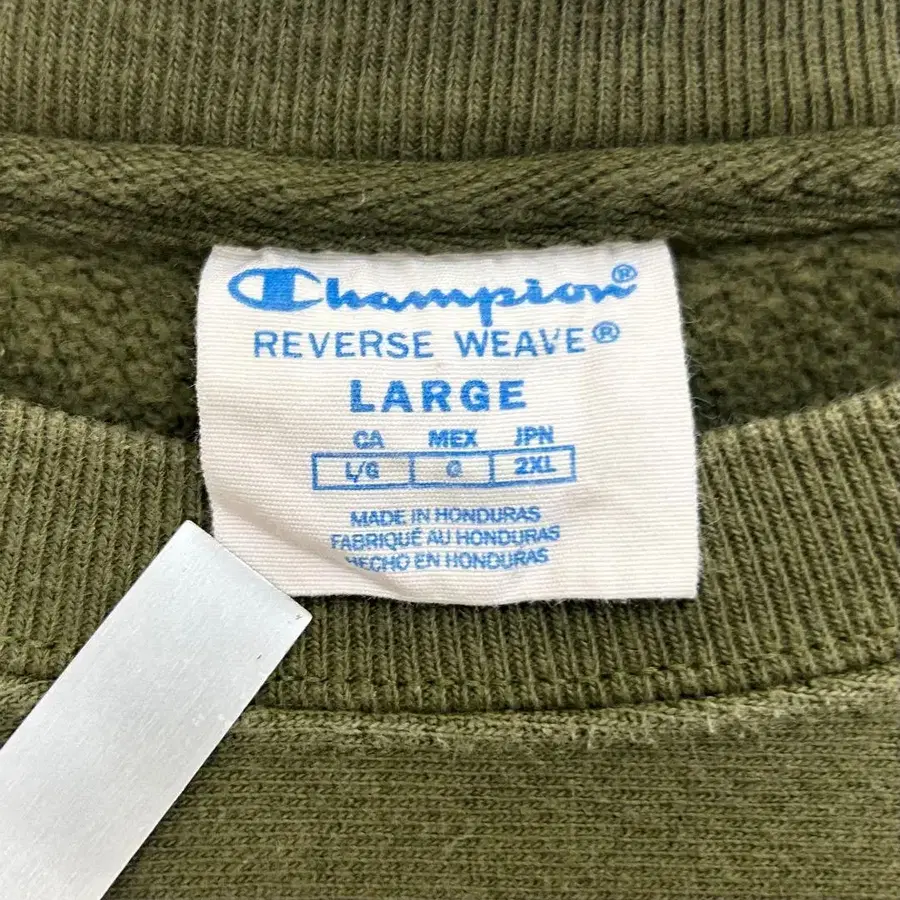 Champion®
REVERSE WEAVE®
LARGE
CA MEX JPN
L/G G 2XL
MADE IN HONDURAS
FABRIQUÉ AU HONDURAS
HECHO EN HONDURAS